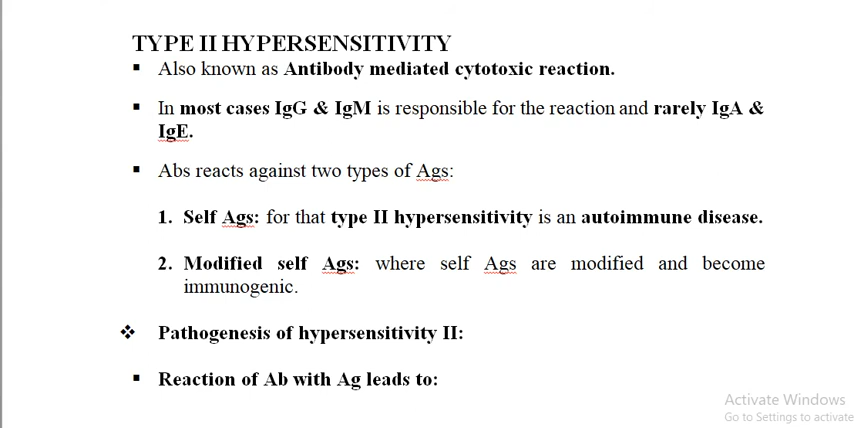 TYPE II HYPERSENSITIVITY
▪ Also known as Antibody mediated cytotoxic reaction.
▪ In most cases IgG & IgM is responsible for the reaction and rarely IgA &
IgE.
▪ Abs reacts against two types of Ags:
1. Self Ags: for that type II hypersensitivity is an autoimmune disease.
2. Modified self Ags: where self Ags are modified and become
immunogenic.
❖ Pathogenesis of hypersensitivity II:
▪ Reaction of Ab with Ag leads to:
Activate Windows
Go to Settings to activate